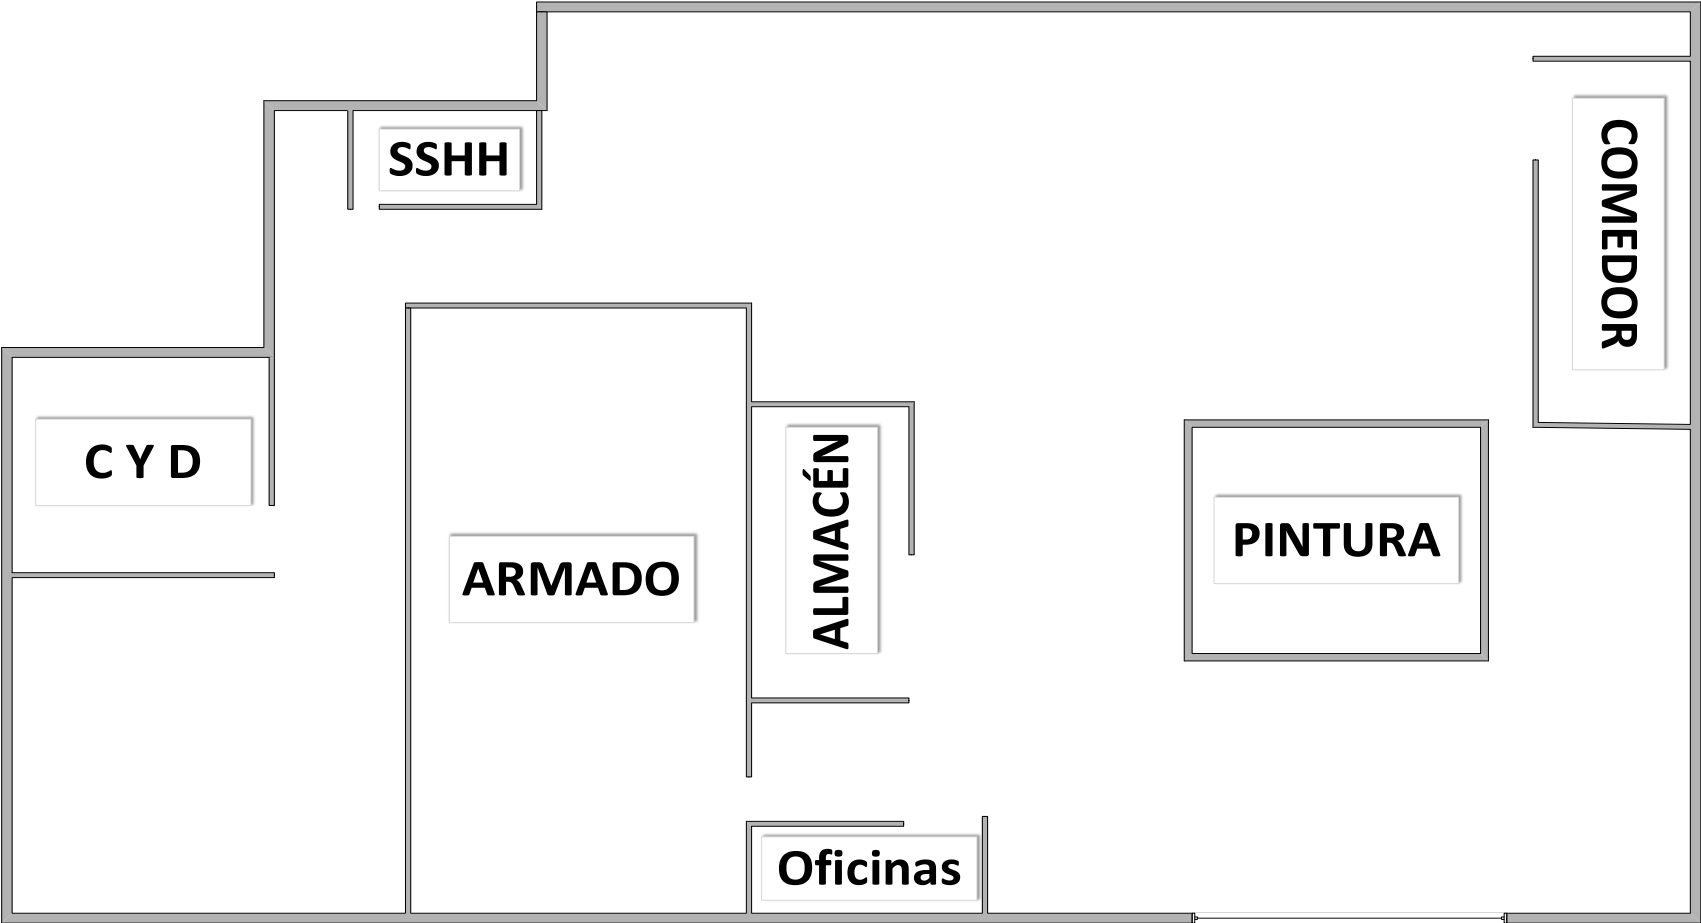 SSHH
COMEDOR
C Y D
ALMACÉN
PINTURA
ARMADO
Oficinas